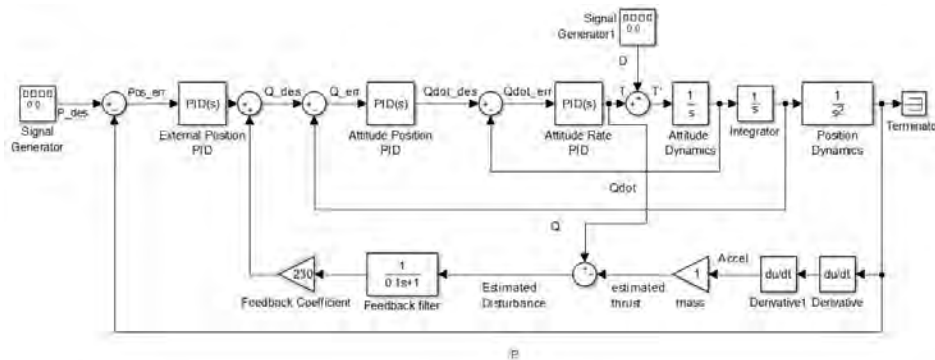 Signal
Generator1
D
Signal
Generator
P_des
Pos_err
PID(s)
External Position
PID
Q_des
Q_err
PID(s)
Attitude Position
PID
Qdot_des
Qdot_err
PID(s)
Attitude Rate
PID
T
T'
1
s
Attitude
Dynamics
1
s
Integrator
1
s2
Position
Dynamics
Terminato
Qdot
Q
230
Feedback Coefficient
1
0.1s+1
Feedback filter
Estimated
Disturbance
estimated
thrust
1
mass
Accel
du/dt
Derivative1
du/dt
Derivative
P